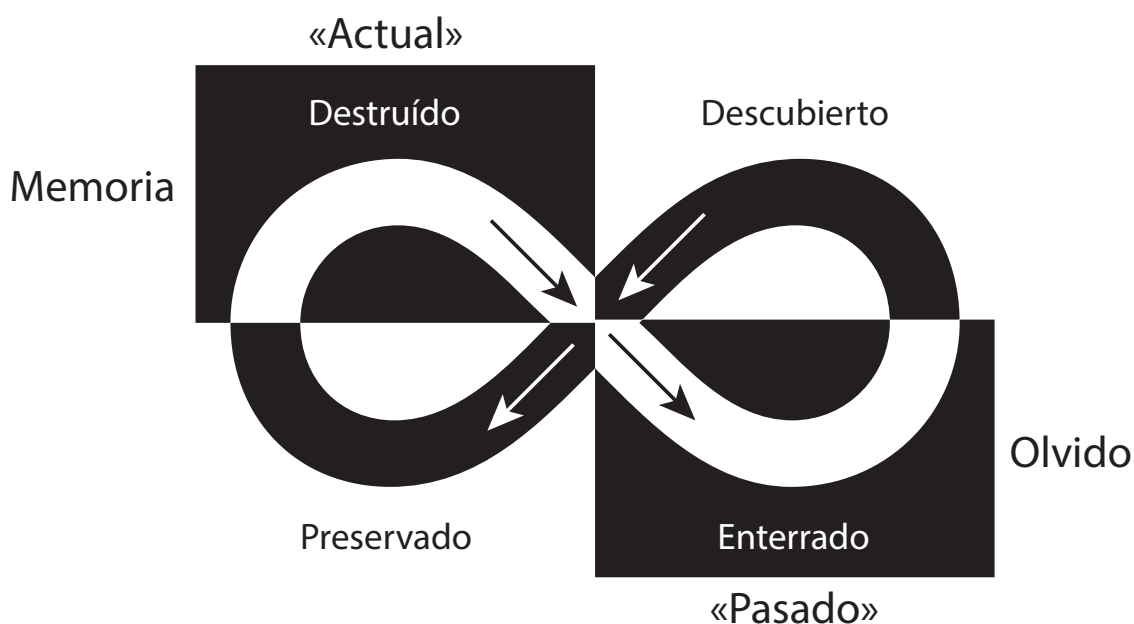 «Actual»
Destruído
Descubierto
Memoria
Olvido
Preservado
Enterrado
«Pasado»